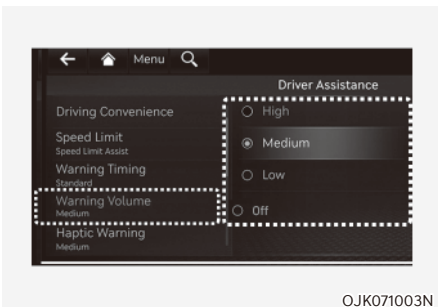 Menu
Driver Assistance
Driving Convenience
High
Speed Limit
Speed Limit Assist
Medium
Warning Timing
Standard
Low
Warning Volume
Medium
Off
Haptic Warning
Medium
OJK071003N